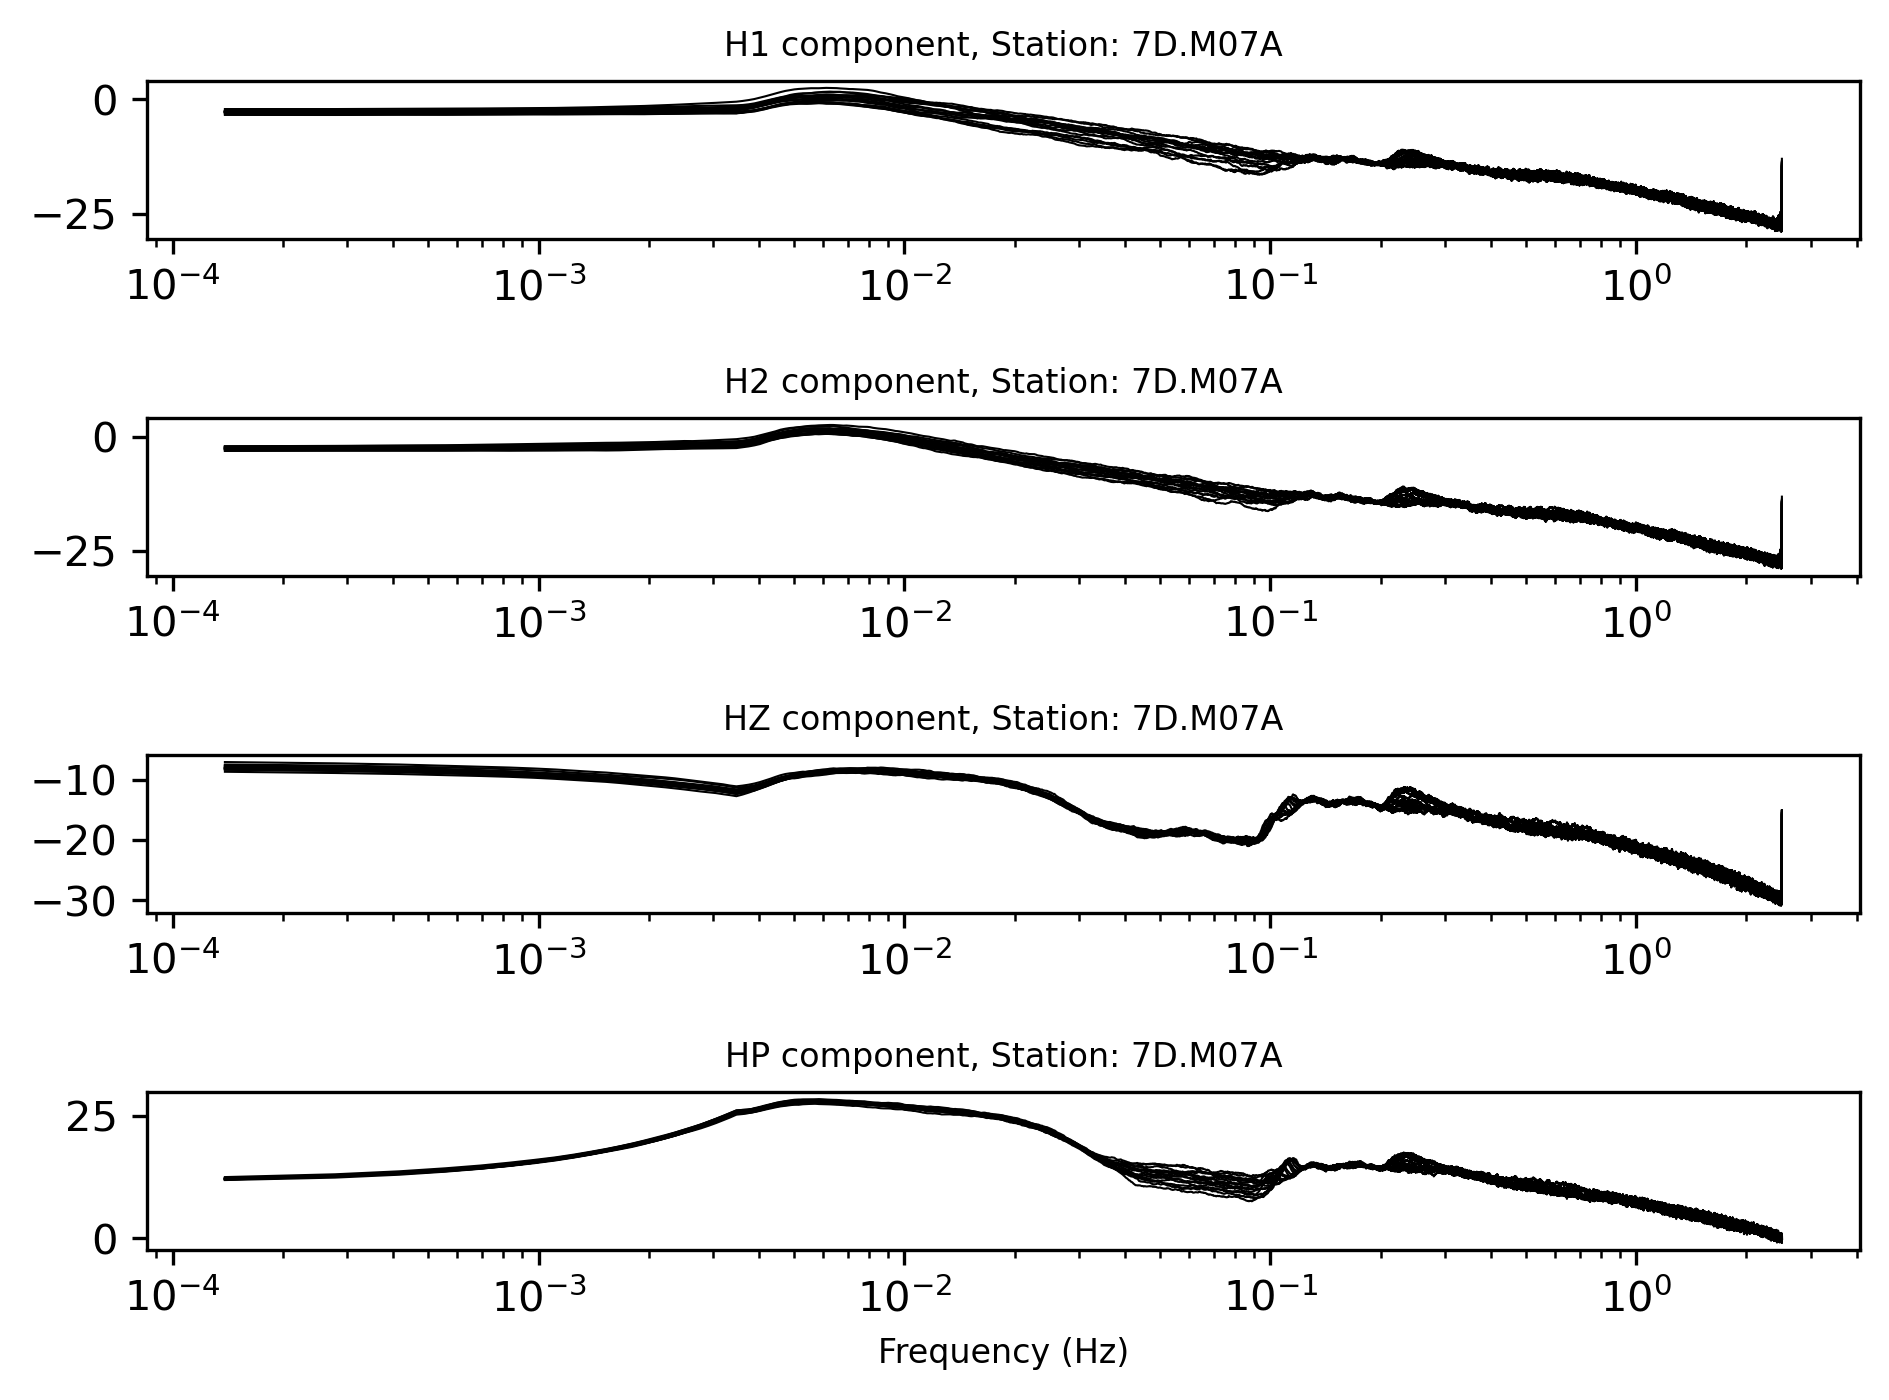 H1 component, Station: 7D.M07A
0
−25
10⁻⁴ 10⁻³ 10⁻² 10⁻¹ 10⁰
H2 component, Station: 7D.M07A
0
−25
10⁻⁴ 10⁻³ 10⁻² 10⁻¹ 10⁰
HZ component, Station: 7D.M07A
−10
−20
−30
10⁻⁴ 10⁻³ 10⁻² 10⁻¹ 10⁰
HP component, Station: 7D.M07A
25
0
10⁻⁴ 10⁻³ 10⁻² 10⁻¹ 10⁰
Frequency (Hz)